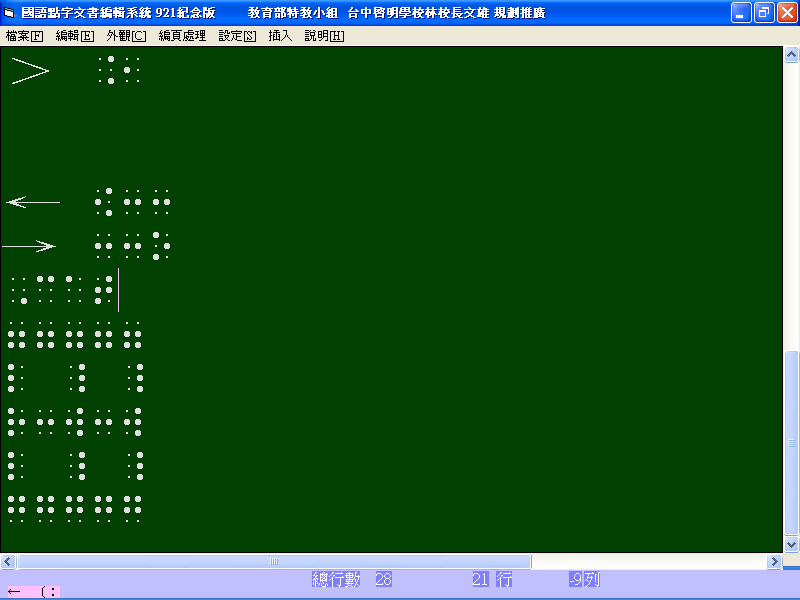 國語點字文書編輯系統 921紀念版 教育部特教小組 台中啓明學校林校長文雄 規劃推廣
檔案[F] 編輯[E] 外觀[C] 編頁處理 設定[S] 插入 說明[H]
> ⠨⠂
← ⠪⠒⠒
→ ⠒⠒⠕
⠠⠉⠁⠞
⠶⠶⠶⠶⠶
⠇ ⠸ ⠸
⠗⠒⠺⠒⠺
⠇ ⠸ ⠸
⠛⠛⠛⠛⠛
總行數 28 21 行 -9列
← (: